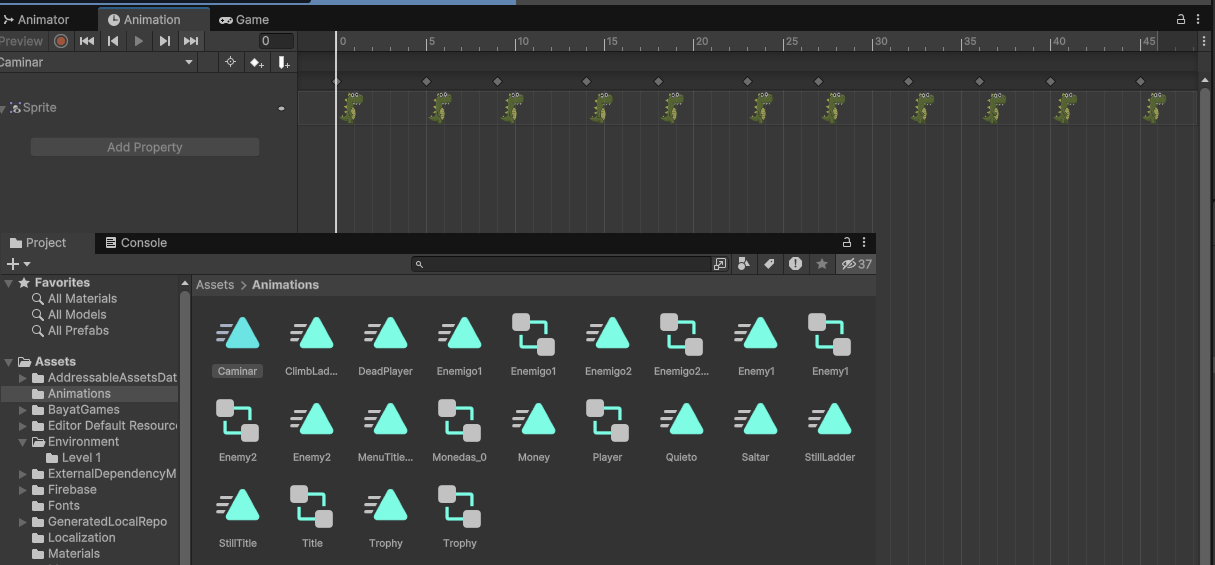 Animator Animation Game
Preview 0 0 5 10 15 20 25 30 35 40 45
Caminar
Sprite
Add Property
Project Console
37
Favorites
All Materials
All Models
All Prefabs
Assets
AddressableAssetsDat
Animations
BayatGames
Editor Default Resourc
Environment
Level 1
ExternalDependencyM
Firebase
Fonts
GeneratedLocalRepo
Localization
Materials
Assets > Animations
Caminar ClimbLad... DeadPlayer Enemigo1 Enemigo1 Enemigo2 Enemigo2... Enemy1 Enemy1
Enemy2 Enemy2 MenuTitle... Monedas_0 Money Player Quieto Saltar StillLadder
StillTitle Title Trophy Trophy